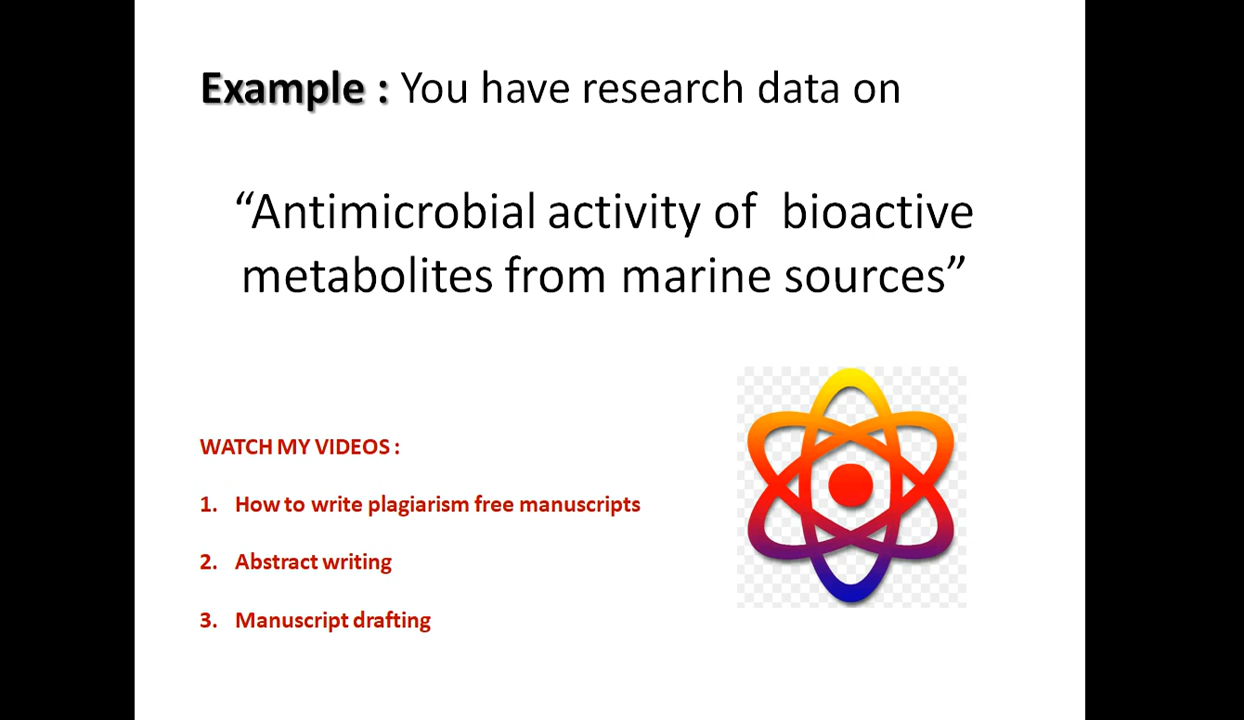 Example : You have research data on
“Antimicrobial activity of  bioactive
metabolites from marine sources”
WATCH MY VIDEOS :
1. How to write plagiarism free manuscripts
2. Abstract writing
3. Manuscript drafting